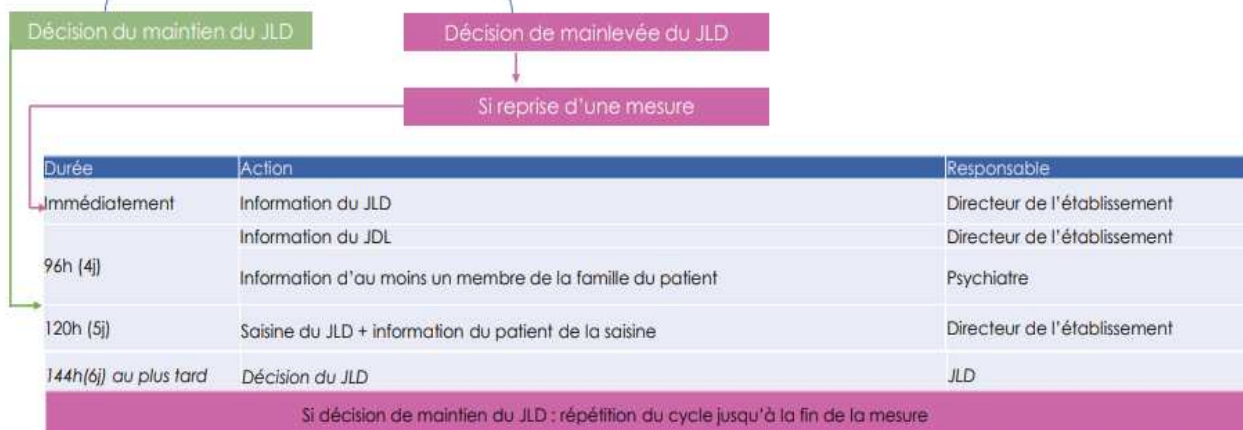 Décision du maintien du JLD
Décision de mainlevée du JLD
Si reprise d'une mesure
Durée Action Responsable
Immédiatement Information du JLD Directeur de l'établissement
Information du JDL Directeur de l'établissement
96h (4j)
Information d'au moins un membre de la famille du patient Psychiatre
120h (5j) Saisine du JLD + information du patient de la saisine Directeur de l'établissement
144h(6j) au plus tard Décision du JLD JLD
Si décision de maintien du JLD : répétition du cycle jusqu'à la fin de la mesure